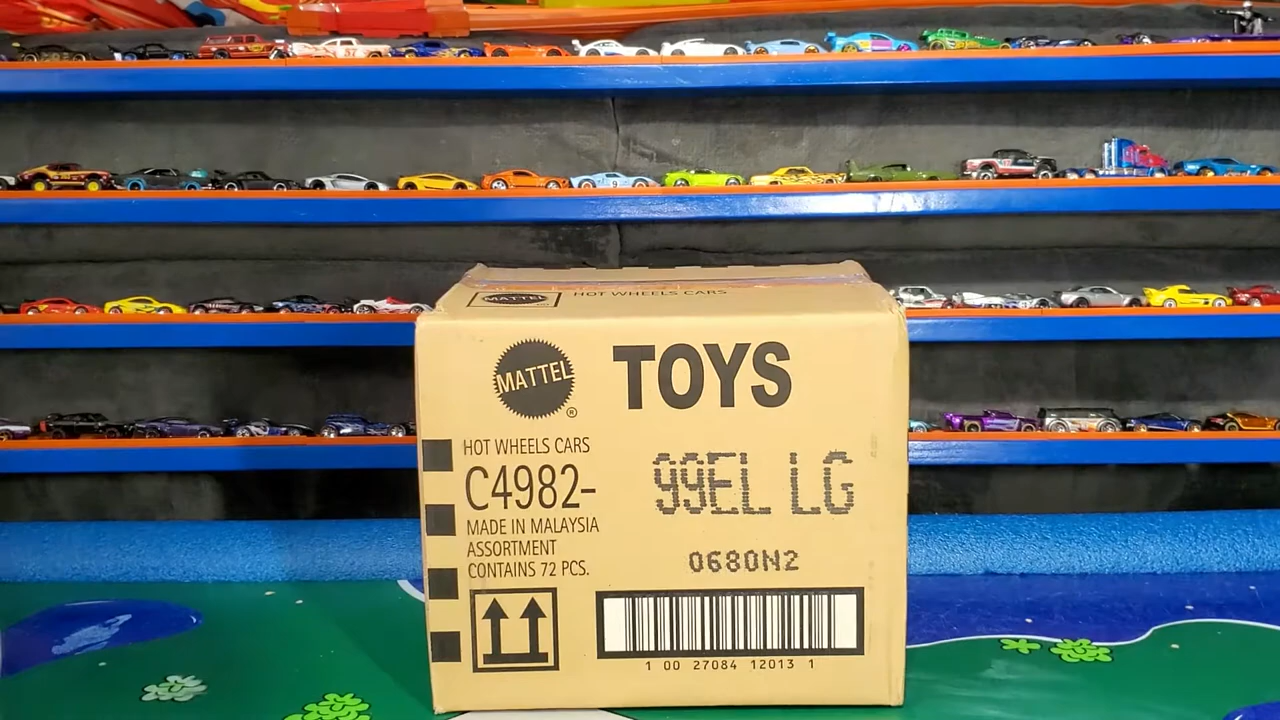 MATTEL
HOT WHEELS CARS
MATTEL ®
TOYS
HOT WHEELS CARS
C4982-
MADE IN MALAYSIA
ASSORTMENT
CONTAINS 72 PCS.
99EL LG
0680N2
1 00 27084 12013 1